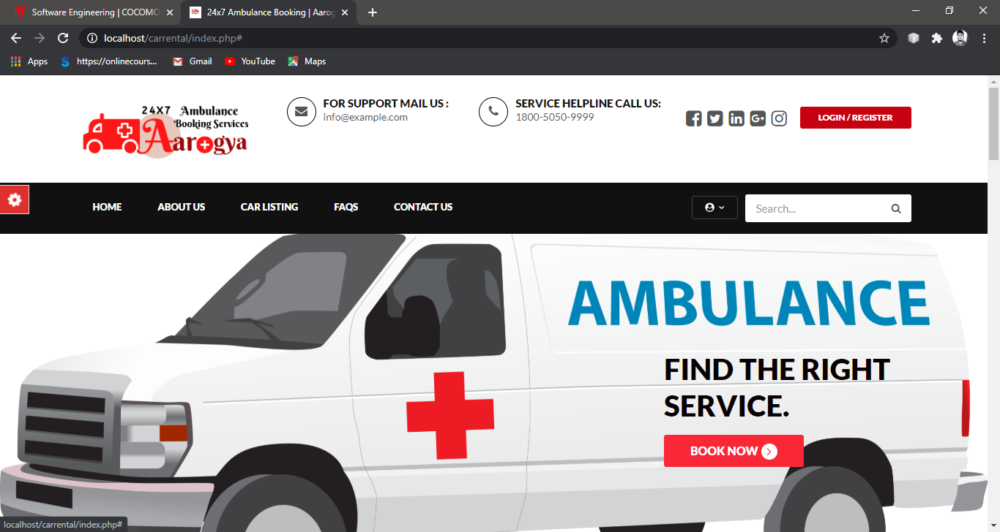 Software Engineering | COCOMO
24x7 Ambulance Booking | Aarog
localhost/carrental/index.php#
Apps
https://onlinecours...
Gmail
YouTube
Maps
24X7 Ambulance
Booking Services
Aarogya
FOR SUPPORT MAIL US :
info@example.com
SERVICE HELPLINE CALL US:
1800-5050-9999
LOGIN / REGISTER
HOME
ABOUT US
CAR LISTING
FAQS
CONTACT US
Search...
AMBULANCE
FIND THE RIGHT
SERVICE.
BOOK NOW
localhost/carrental/index.php#